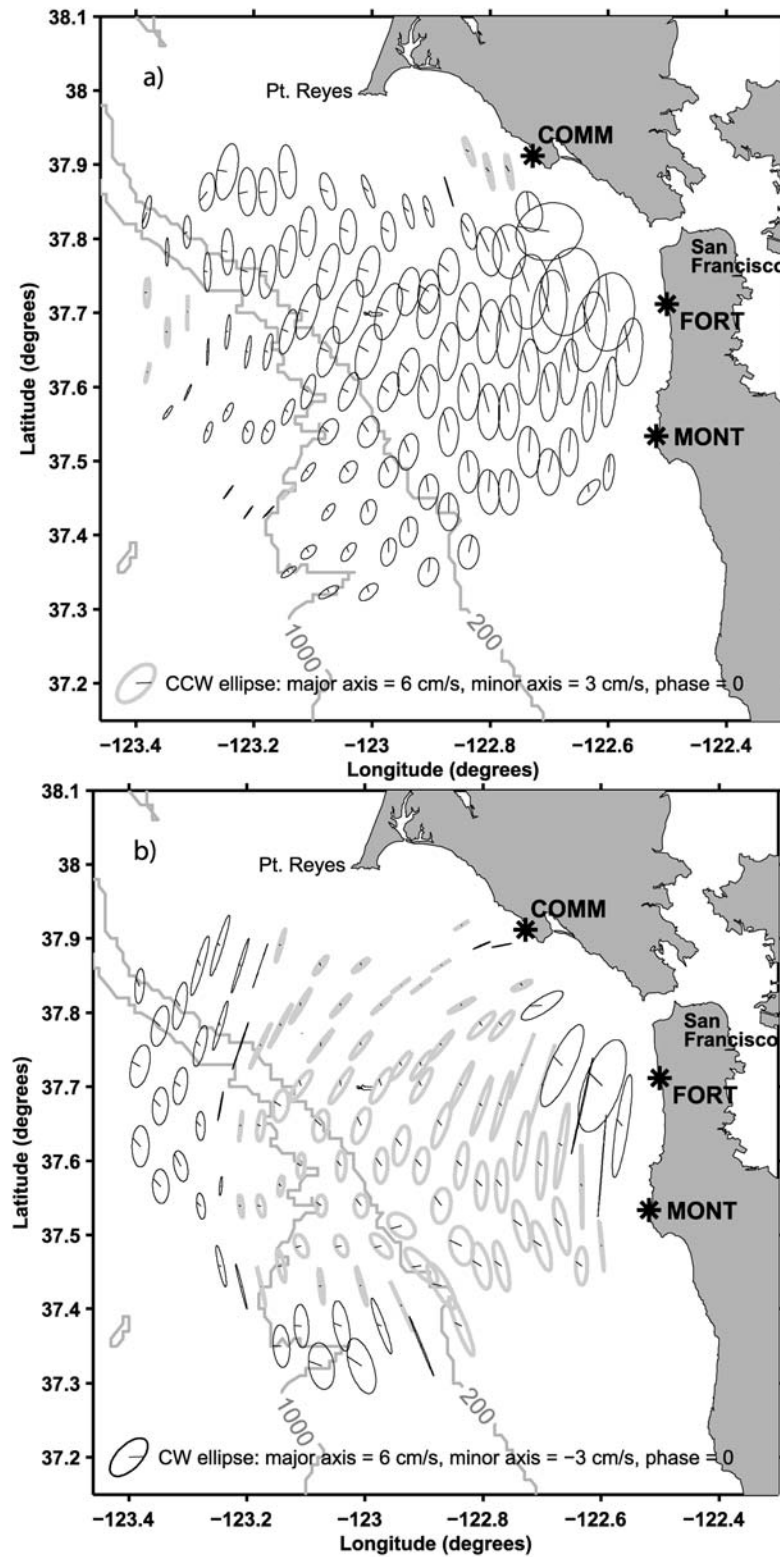 38.1
a)
38
Pt. Reyes
COMM
37.9
37.8
San
Francisco
37.7
FORT
37.6
MONT
37.5
37.4
37.3
1000
200
37.2
CCW ellipse: major axis = 6 cm/s, minor axis = 3 cm/s, phase = 0
Latitude (degrees)
−123.4 −123.2 −123 −122.8 −122.6 −122.4
Longitude (degrees)
38.1
b)
38
Pt. Reyes
COMM
37.9
37.8
San
Francisco
37.7
FORT
37.6
MONT
37.5
37.4
37.3
1000
200
37.2
CW ellipse: major axis = 6 cm/s, minor axis = −3 cm/s, phase = 0
Latitude (degrees)
−123.4 −123.2 −123 −122.8 −122.6 −122.4
Longitude (degrees)